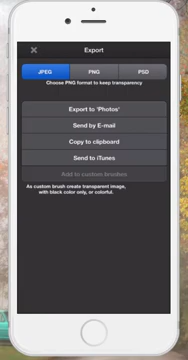 Export
JPEG PNG PSD
Choose PNG format to keep transparency
Export to 'Photos'
Send by E-mail
Copy to clipboard
Send to iTunes
Add to custom brushes
As custom brush create transparent image,
with black color only, or colorful.